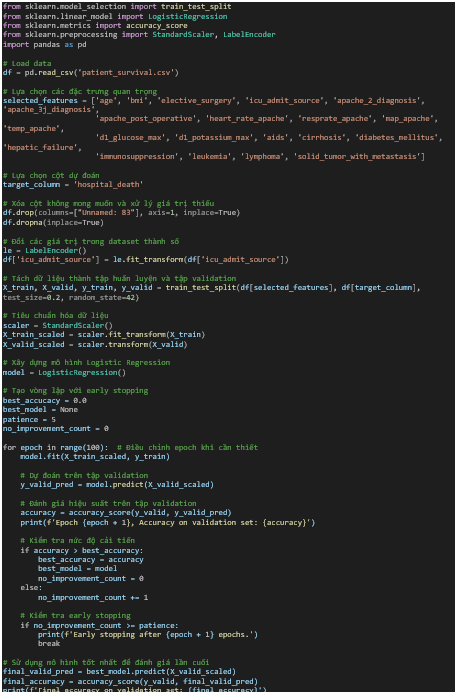 from sklearn.model_selection import train_test_split
from sklearn.linear_model import LogisticRegression
from sklearn.metrics import accuracy_score
from sklearn.preprocessing import StandardScaler, LabelEncoder
import pandas as pd
# Load data
df = pd.read_csv('patient_survival.csv')
# Lựa chọn các đặc trưng quan trọng
selected_features = ['age', 'bmi', 'elective_surgery', 'icu_admit_source', 'apache_2_diagnosis',
'apache_3j_diagnosis',
'apache_post_operative', 'heart_rate_apache', 'resprate_apache', 'map_apache',
'temp_apache',
'd1_glucose_max', 'd1_potassium_max', 'aids', 'cirrhosis', 'diabetes_mellitus',
'hepatic_failure',
'immunosuppression', 'leukemia', 'lymphoma', 'solid_tumor_with_metastasis']
# Lựa chọn cột dự đoán
target_column = 'hospital_death'
# Xóa cột không mong muốn và xử lý giá trị thiếu
df.drop(columns=["Unnamed: 83"], axis=1, inplace=True)
df.dropna(inplace=True)
# Đổi các giá trị trong dataset thành số
le = LabelEncoder()
df['icu_admit_source'] = le.fit_transform(df['icu_admit_source'])
# Tách dữ liệu thành tập huấn luyện và tập validation
X_train, X_valid, y_train, y_valid = train_test_split(df[selected_features], df[target_column],
test_size=0.2, random_state=42)
# Tiêu chuẩn hóa dữ liệu
scaler = StandardScaler()
X_train_scaled = scaler.fit_transform(X_train)
X_valid_scaled = scaler.transform(X_valid)
# Xây dựng mô hình Logistic Regression
model = LogisticRegression()
# Tạo vòng lặp với early stopping
best_accucacy = 0.0
best_model = None
patience = 5
no_improvement_count = 0
for epoch in range(100):  # Điều chỉnh epoch khi cần thiết
model.fit(X_train_scaled, y_train)
# Dự đoán trên tập validation
y_valid_pred = model.predict(X_valid_scaled)
# Đánh giá hiệu suất trên tập validation
accuracy = accuracy_score(y_valid, y_valid_pred)
print(f'Epoch {epoch + 1}, Accuracy on validation set: {accuracy}')
# Kiểm tra mức độ cải tiến
if accuracy > best_accuracy:
best_accuracy = accuracy
best_model = model
no_improvement_count = 0
else:
no_improvement_count += 1
# Kiểm tra early stopping
if no_improvement_count >= patience:
print(f'Early stopping after {epoch + 1} epochs.')
break
# Sử dụng mô hình tốt nhất để đánh giá lần cuối
final_valid_pred = best_model.predict(X_valid_scaled)
final_accuracy = accuracy_score(y_valid, final_valid_pred)
print(f'Final accuracy on validation set: {final_accuracy}')